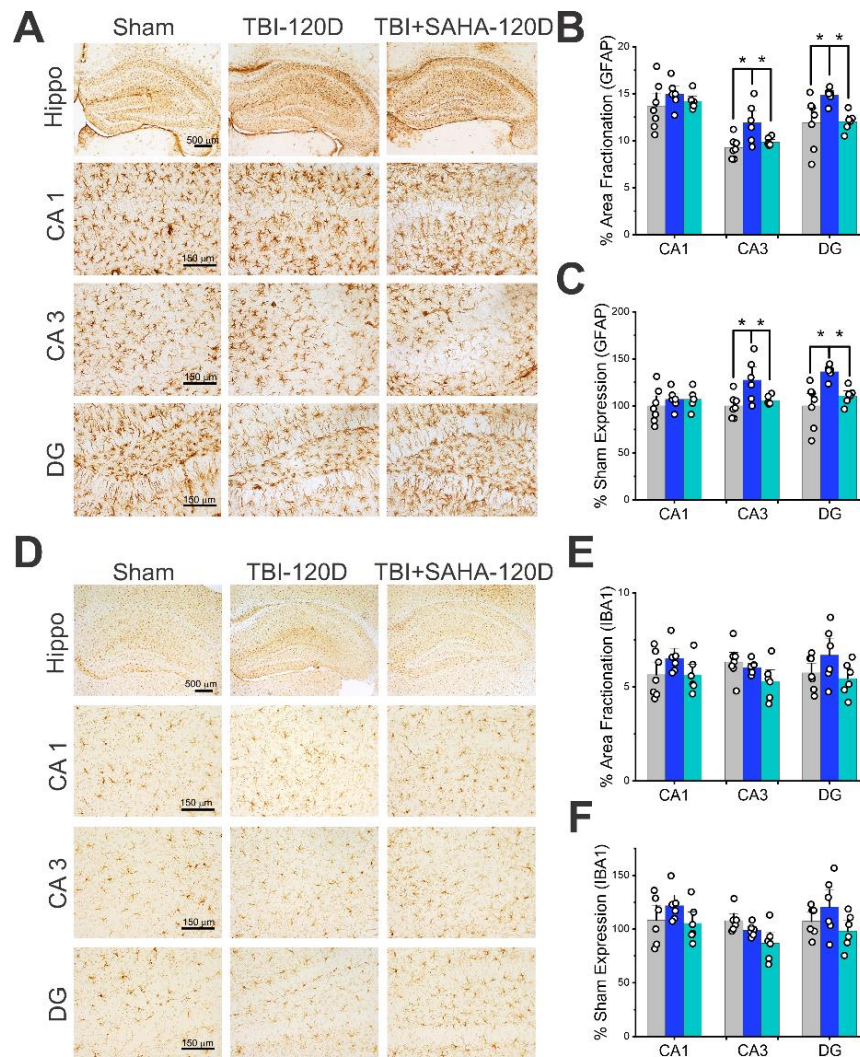 A
Sham
TBI-120D
TBI+SAHA-120D
Hippo
500 µm
CA 1
150 µm
CA 3
150 µm
DG
150 µm
B
% Area Fractionation (GFAP)
20
15
10
5
0
* *
* *
CA1
CA3
DG
C
% Sham Expression (GFAP)
200
150
100
50
0
* *
* *
CA1
CA3
DG
D
Sham
TBI-120D
TBI+SAHA-120D
Hippo
500 µm
CA 1
150 µm
CA 3
150 µm
DG
150 µm
E
% Area Fractionation (IBA1)
10
5
0
CA1
CA3
DG
F
% Sham Expression (IBA1)
150
100
50
0
CA1
CA3
DG